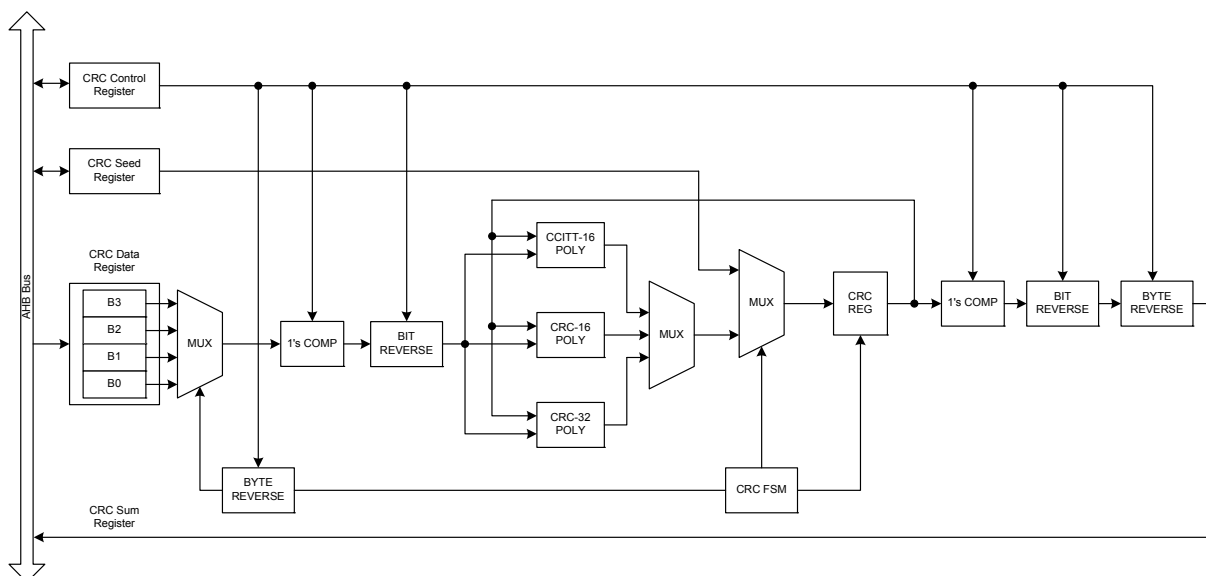 CRC Control
Register
CRC Seed
Register
CCITT-16
POLY
CRC Data
Register
AHB Bus
B3
B2
B1
B0
MUX
1's COMP
BIT
REVERSE
CRC-16
POLY
MUX
CRC-32
POLY
MUX
CRC
REG
1's COMP
BIT
REVERSE
BYTE
REVERSE
BYTE
REVERSE
CRC FSM
CRC Sum
Register